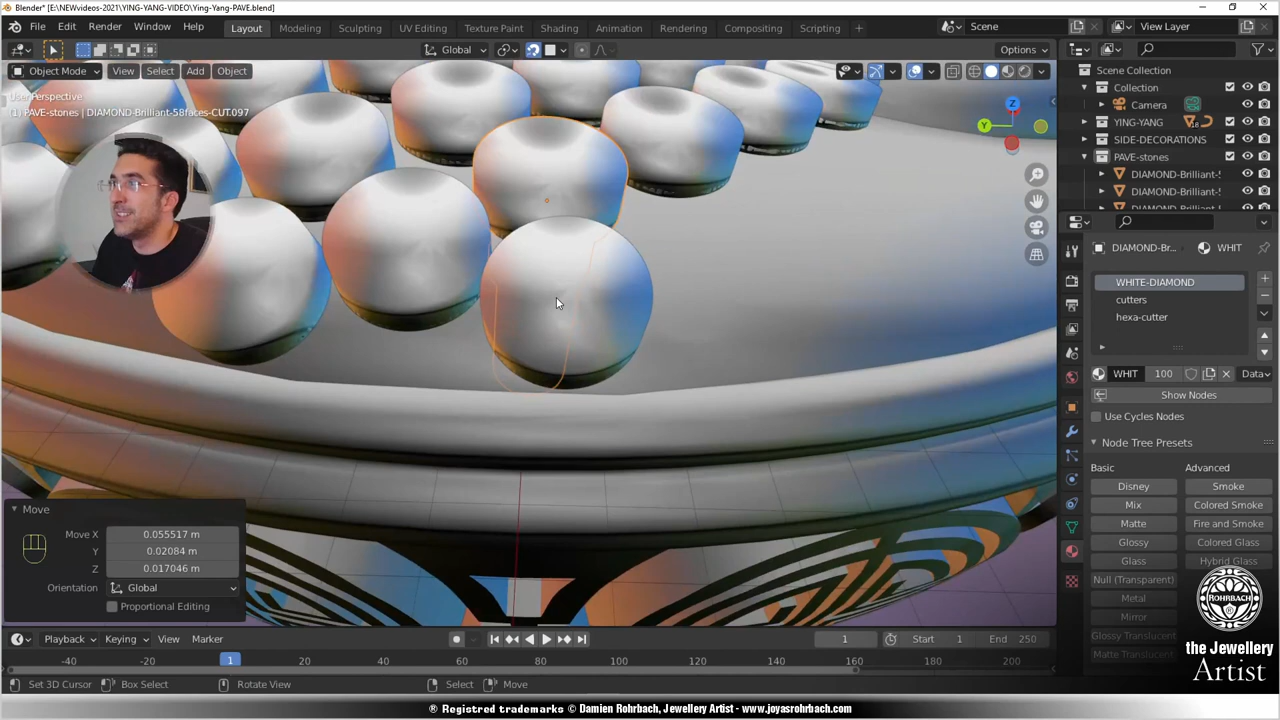 Blender* [E:\NEWvideos-2021\YING-YANG-VIDEO\Ying-Yang-PAVE.blend]
File Edit Render Window Help Layout Modeling Sculpting UV Editing Texture Paint Shading Animation Rendering Compositing Scripting + Scene View Layer
Global Options
Object Mode View Select Add Object
User Perspective
(1) PAVE-stones | DIAMOND-Brilliant-58faces-CUT.097
Z
Y
Scene Collection
Collection
Camera
YING-YANG
SIDE-DECORATIONS
PAVE-stones
DIAMOND-Brilliant-!
DIAMOND-Brilliant-!
DIAMOND-Brilliant-!
DIAMOND-Br... WHIT
WHITE-DIAMOND
cutters
hexa-cutter
WHIT 100 Data
Show Nodes
Use Cycles Nodes
Node Tree Presets
Basic Advanced
Disney Smoke
Mix Colored Smoke
Matte Fire and Smoke
Glossy Colored Glass
Glass Hybrid Glass
Null (Transparent)
Metal
Mirror
Glossy Translucent
Matte Translucent
ROHRBACH
the Jewellery
Artist
Move
Move X 0.055517 m
Y 0.02084 m
Z 0.017046 m
Orientation Global
Proportional Editing
Playback Keying View Marker 1 Start 1 End 250
-40 -20 1 20 40 60 80 100 120 140 160 180 200
Set 3D Cursor Box Select Rotate View Select Move
® Registered trademarks © Damien Rohrbach, Jewellery Artist - www.joyasrohrbach.com